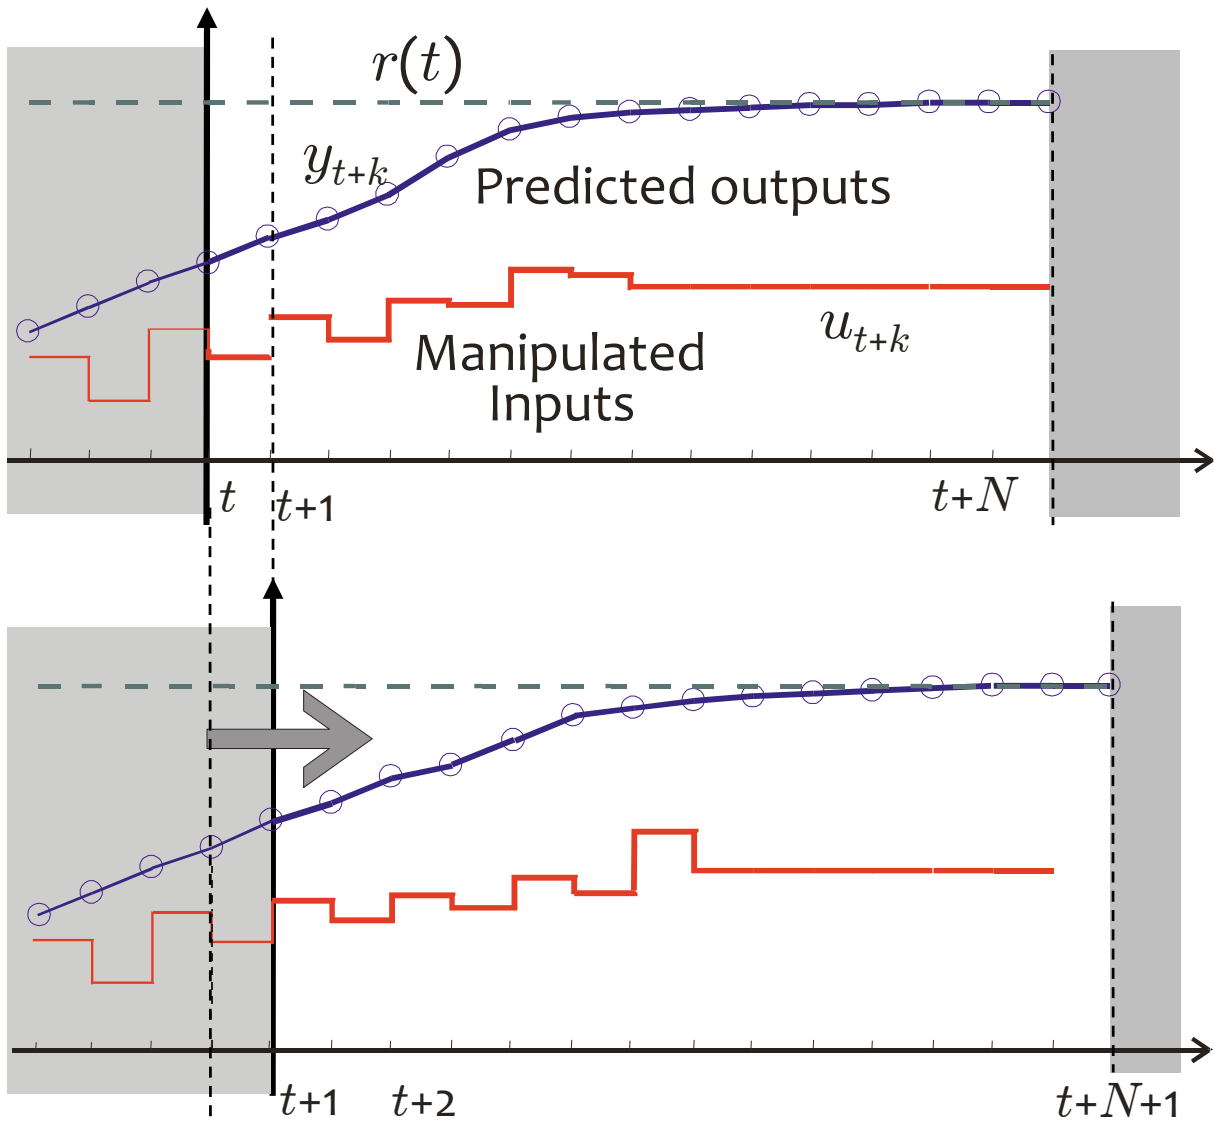 r(t)
y_{t+k}
Predicted outputs
u_{t+k}
Manipulated
Inputs
t
t+1
t+N
t+1
t+2
t+N+1